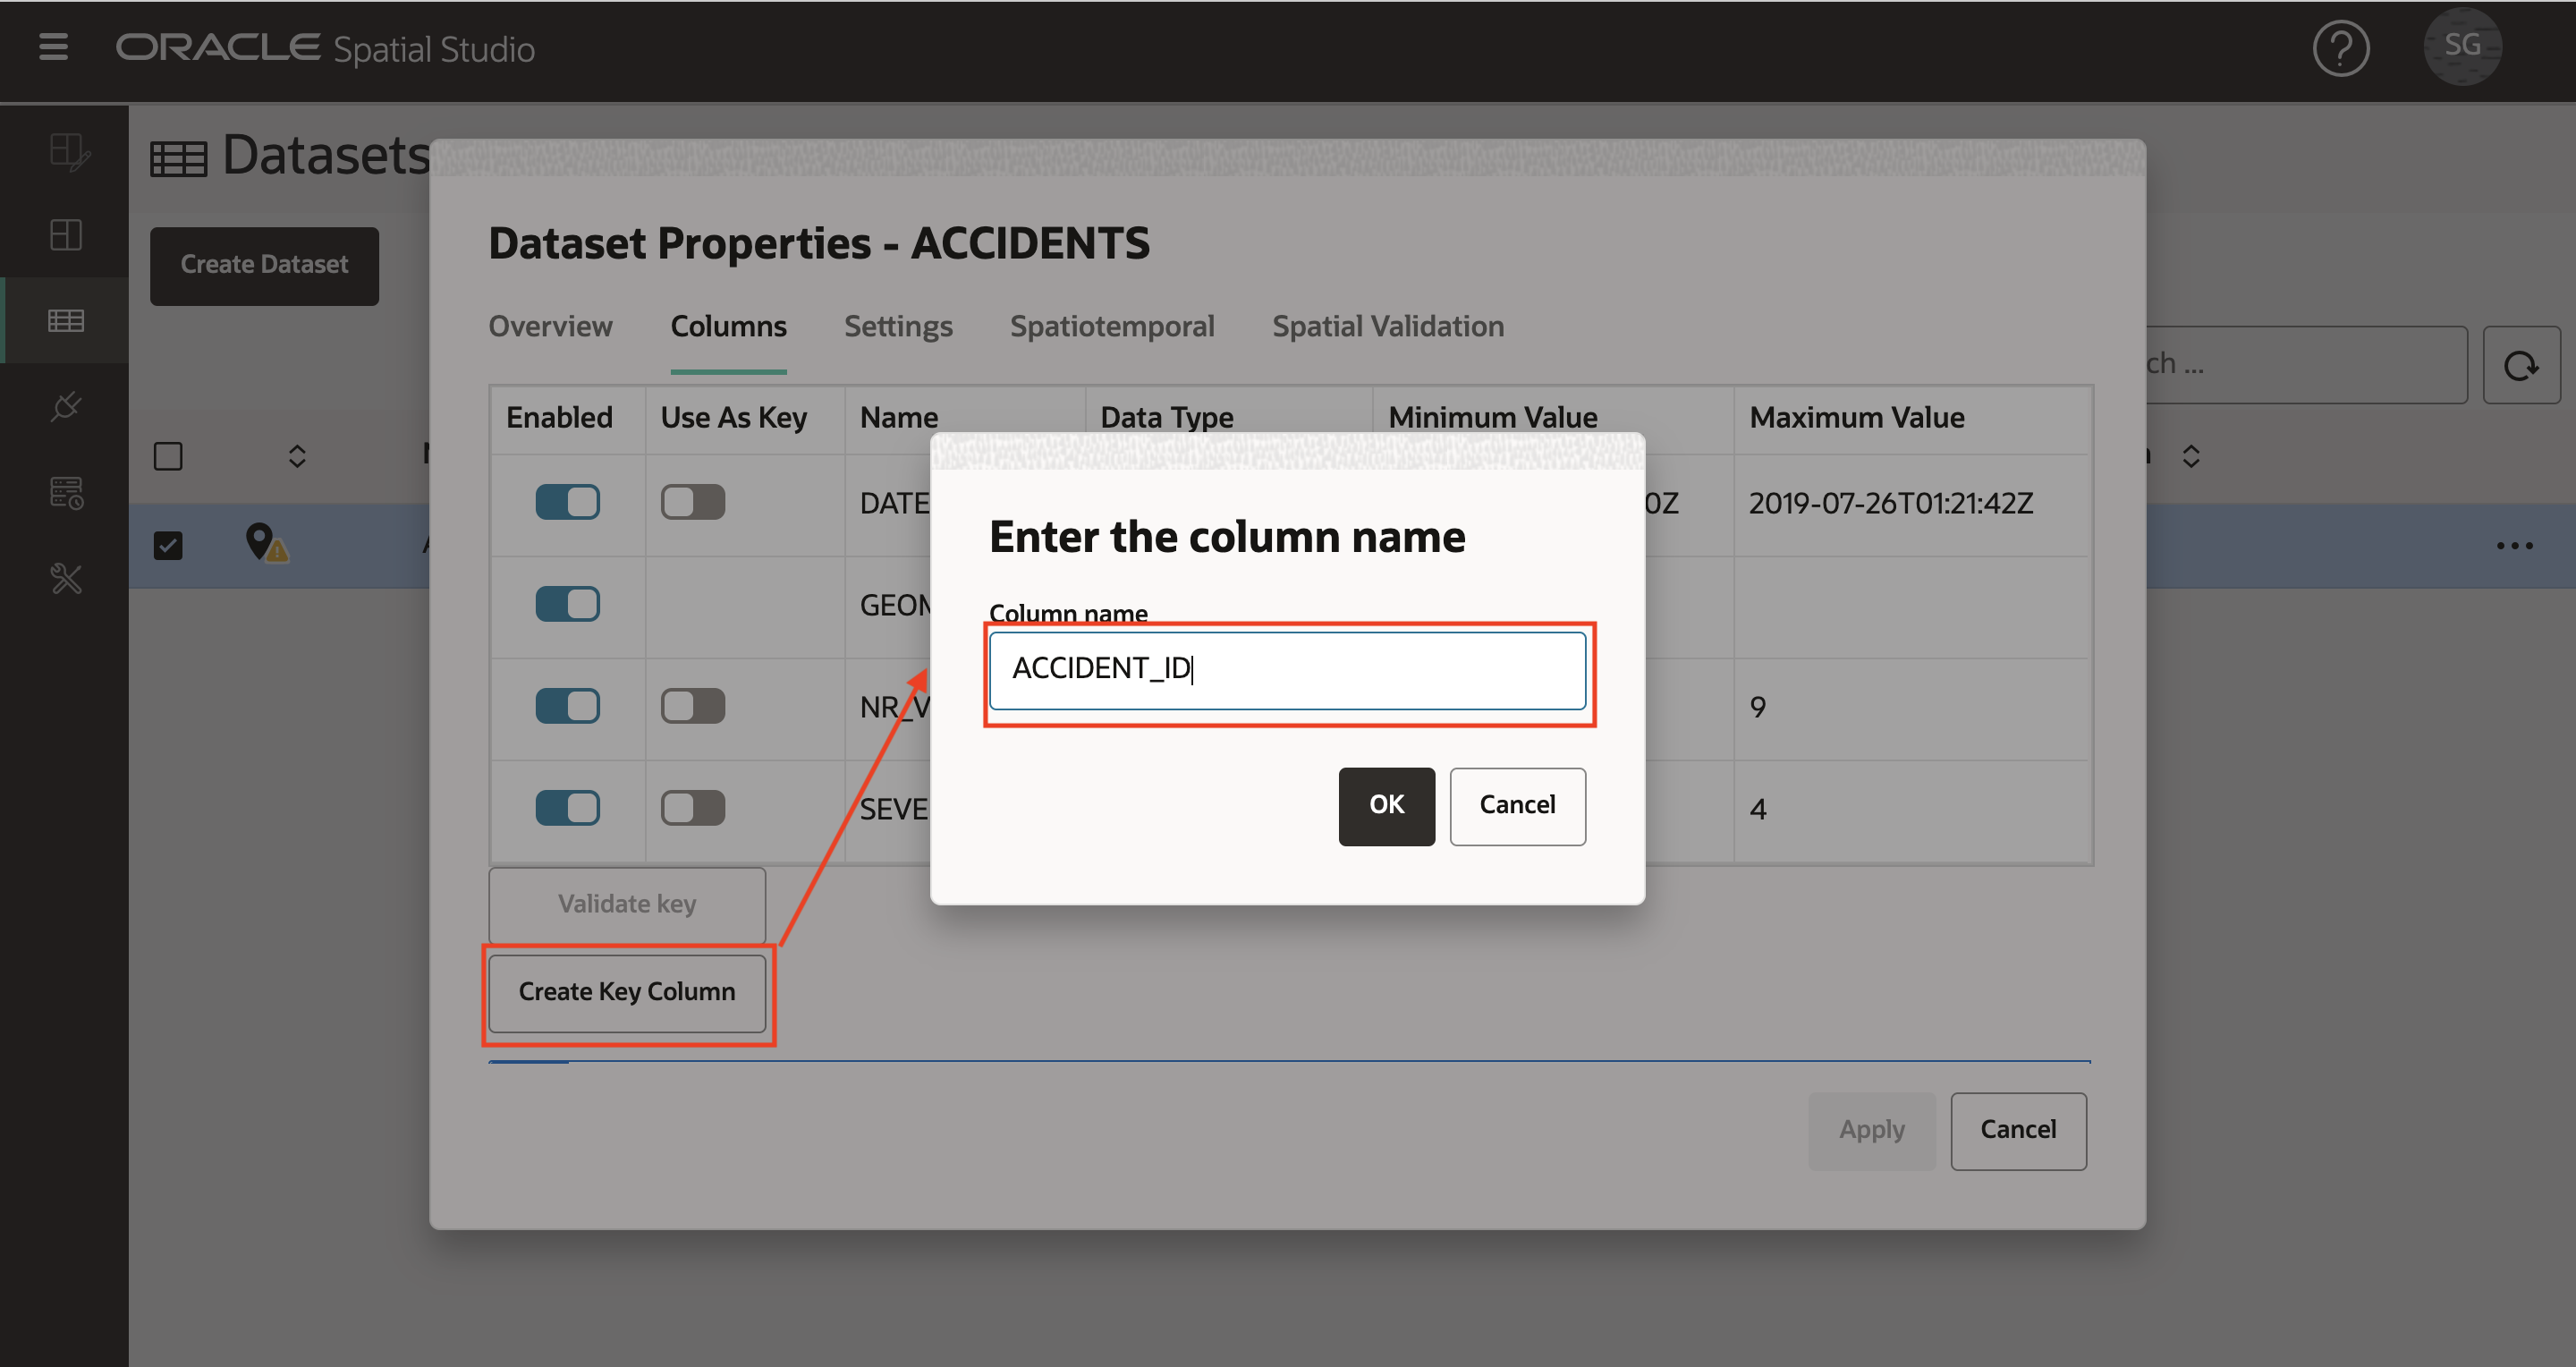 ORACLE Spatial Studio
SG
Datasets
Create Dataset
Dataset Properties - ACCIDENTS
Overview Columns Settings Spatiotemporal Spatial Validation
ch ...
Enabled Use As Key Name Data Type Minimum Value Maximum Value
DATE 0Z 2019-07-26T01:21:42Z
GEOM
NR_V 9
SEVE 4
Enter the column name
Column name
ACCIDENT_ID
OK Cancel
Validate key
Create Key Column
Apply Cancel